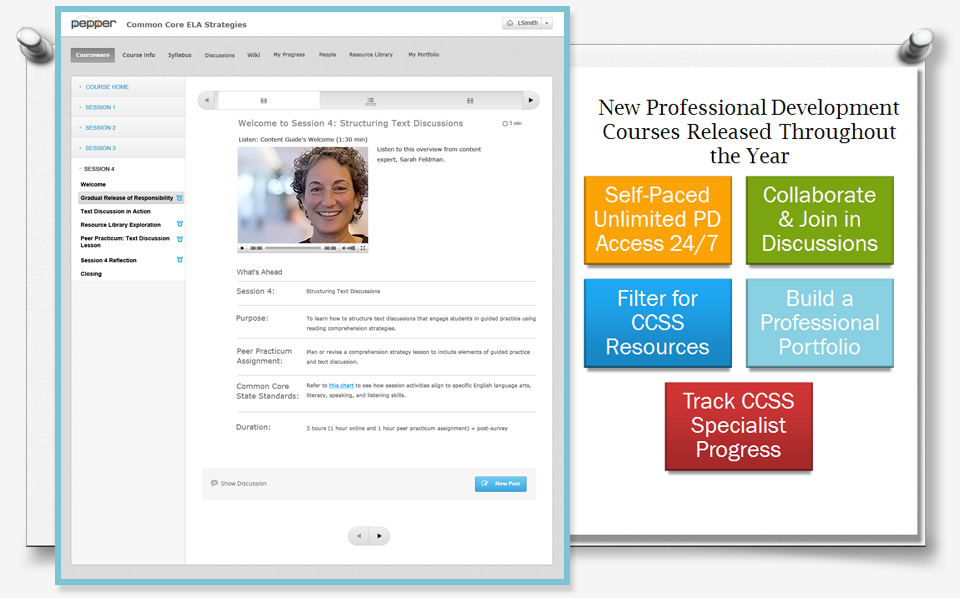 pepper Common Core ELA Strategies
LSmith
Courseware Course Info Syllabus Discussions Wiki My Progress People Resource Library My Portfolio
COURSE HOME
SESSION 1
SESSION 2
SESSION 3
SESSION 4
Welcome
Gradual Release of Responsibility
Text Discussion in Action
Resource Library Exploration
Peer Practicum: Text Discussion
Lesson
Session 4 Reflection
Closing
Welcome to Session 4: Structuring Text Discussions
5 min
Listen: Content Guide's Welcome (1:30 min)
Listen to this overview from content
expert, Sarah Feldman.
00:00 00:00
What's Ahead
Session 4: Structuring Text Discussions
Purpose: To learn how to structure text discussions that engage students in guided practice using
reading comprehension strategies.
Peer Practicum
Assignment:
Plan or revise a comprehension strategy lesson to include elements of guided practice
and text discussion.
Common Core
State Standards:
Refer to this chart to see how session activities align to specific English language arts,
literacy, speaking, and listening skills.
Duration: 2 hours (1 hour online and 1 hour peer practicum assignment) + post-survey
Show Discussion
New Post
New Professional Development
Courses Released Throughout
the Year
Self-Paced
Unlimited PD
Access 24/7
Collaborate
& Join in
Discussions
Filter for
CCSS
Resources
Build a
Professional
Portfolio
Track CCSS
Specialist
Progress